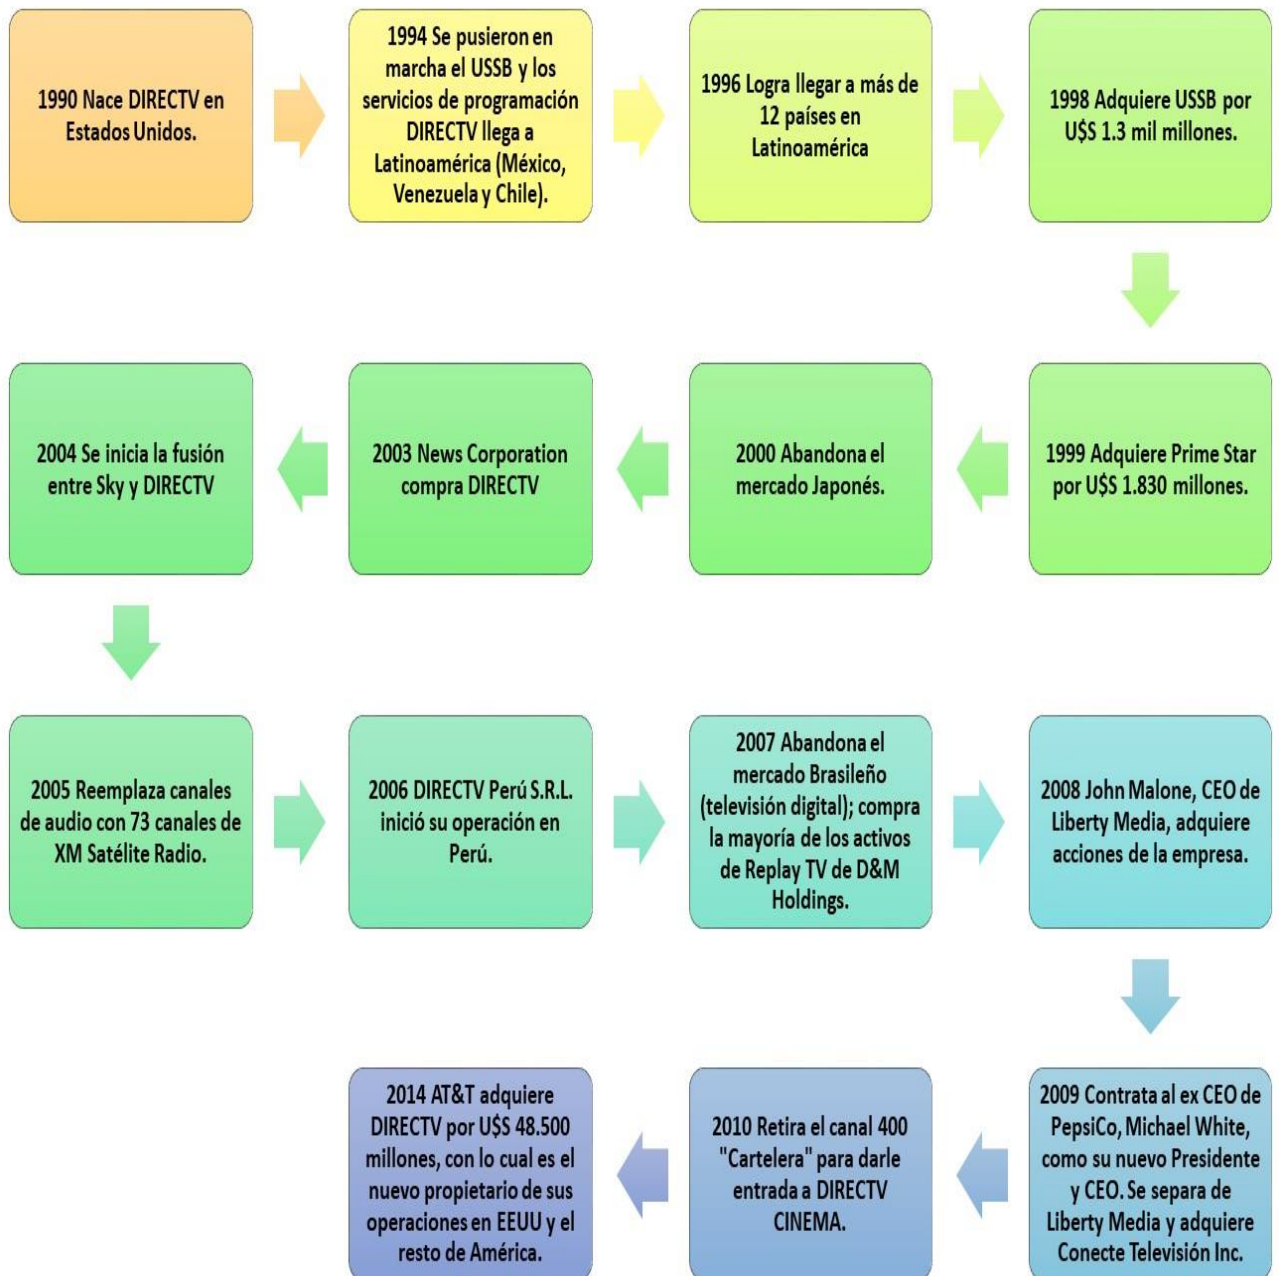 1990 Nace DIRECTV en
Estados Unidos.
1994 Se pusieron en
marcha el USSB y los
servicios de programación
DIRECTV llega a
Latinoamérica (México,
Venezuela y Chile).
1996 Logra llegar a más de
12 países en
Latinoamérica
1998 Adquiere USSB por
U$S 1.3 mil millones.
1999 Adquiere Prime Star
por U$S 1.830 millones.
2000 Abandona el
mercado Japonés.
2003 News Corporation
compra DIRECTV
2004 Se inicia la fusión
entre Sky y DIRECTV
2005 Reemplaza canales
de audio con 73 canales de
XM Satélite Radio.
2006 DIRECTV Perú S.R.L.
inició su operación en
Perú.
2007 Abandona el
mercado Brasileño
(televisión digital); compra
la mayoría de los activos
de Replay TV de D&M
Holdings.
2008 John Malone, CEO de
Liberty Media, adquiere
acciones de la empresa.
2009 Contrata al ex CEO de
PepsiCo, Michael White,
como su nuevo Presidente
y CEO. Se separa de
Liberty Media y adquiere
Conecte Televisión Inc.
2010 Retira el canal 400
"Cartelera" para darle
entrada a DIRECTV
CINEMA.
2014 AT&T adquiere
DIRECTV por U$S 48.500
millones, con lo cual es el
nuevo propietario de sus
operaciones en EEUU y el
resto de América.